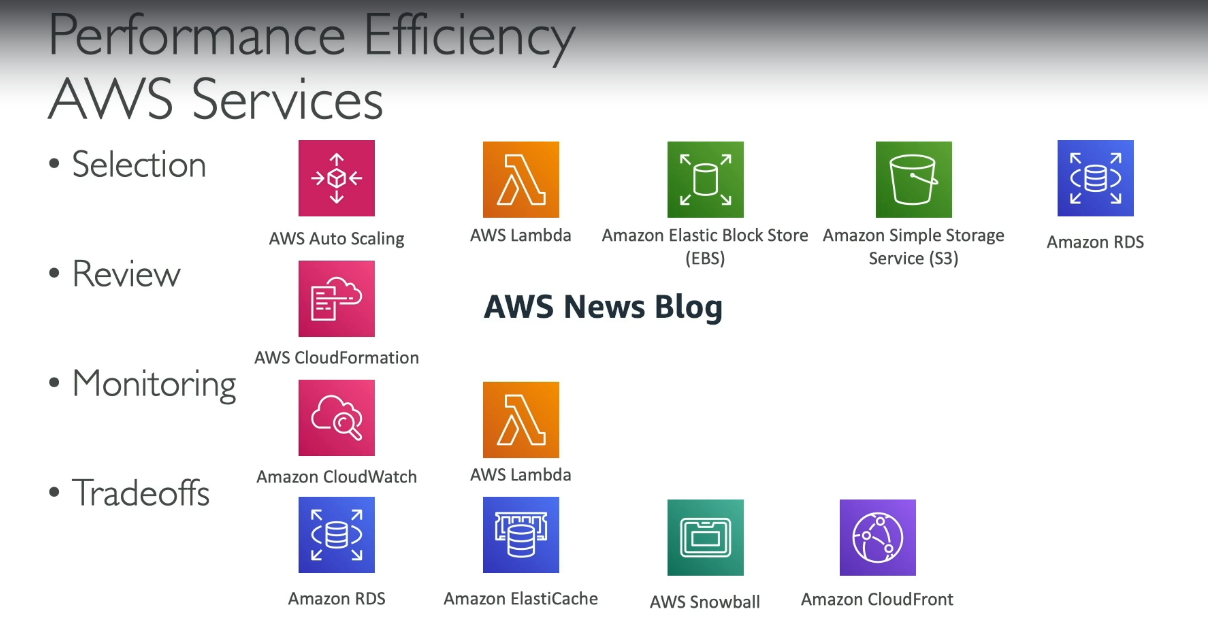 Performance Efficiency
AWS Services
• Selection
AWS Auto Scaling
AWS Lambda
Amazon Elastic Block Store
(EBS)
Amazon Simple Storage
Service (S3)
Amazon RDS
• Review
AWS CloudFormation
AWS News Blog
• Monitoring
Amazon CloudWatch
AWS Lambda
• Tradeoffs
Amazon RDS
Amazon ElastiCache
AWS Snowball
Amazon CloudFront